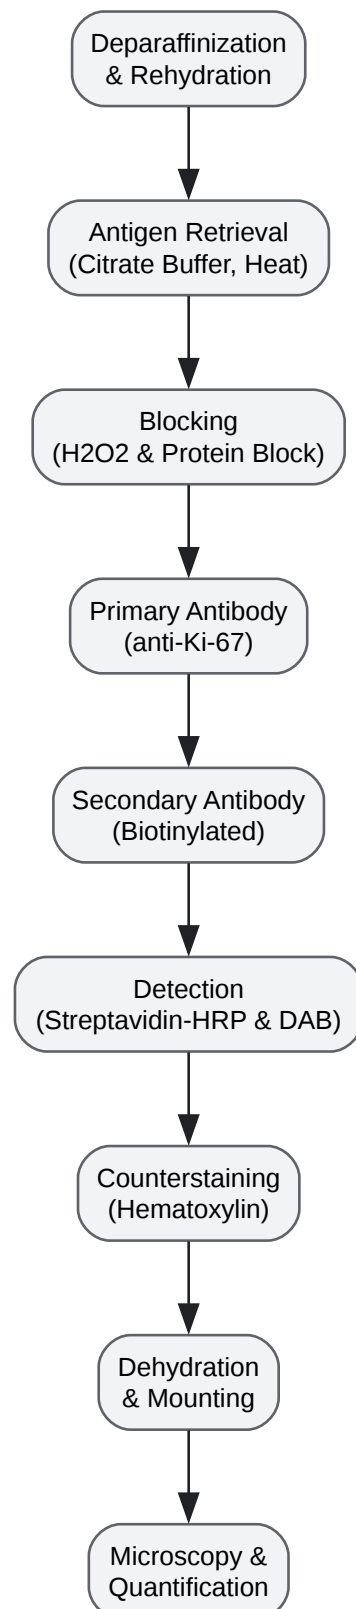 Deparaffinization
& Rehydration
Antigen Retrieval
(Citrate Buffer, Heat)
Blocking
(H2O2 & Protein Block)
Primary Antibody
(anti-Ki-67)
Secondary Antibody
(Biotinylated)
Detection
(Streptavidin-HRP & DAB)
Counterstaining
(Hematoxylin)
Dehydration
& Mounting
Microscopy &
Quantification